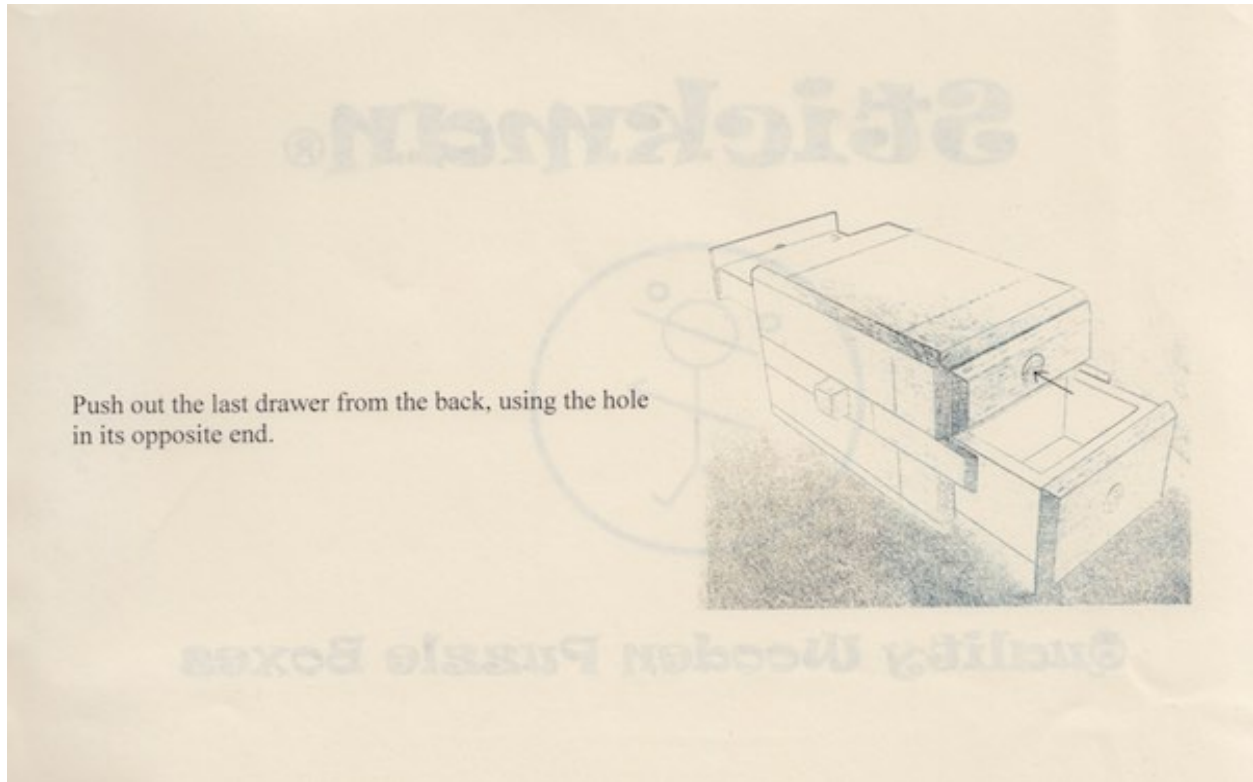 Stickman®
Push out the last drawer from the back, using the hole
in its opposite end.
Quality Wooden Puzzle Boxes